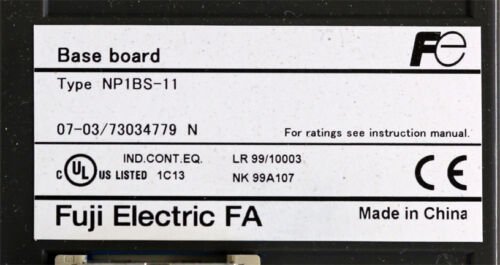 Base board
Fe
Type NP1BS-11
07-03/73034779 N
For ratings see instruction manual.
IND.CONT.EQ.
LR 99/10003
C UL US LISTED 1C13
NK 99A107
CE
Fuji Electric FA
Made in China